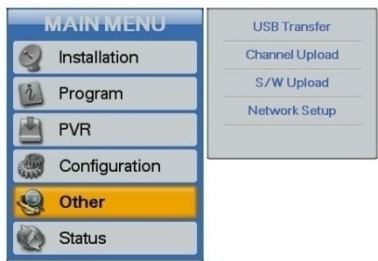 MAIN MENU
Installation
Program
PVR
Configuration
Other
Status
USB Transfer
Channel Upload
S/W Upload
Network Setup